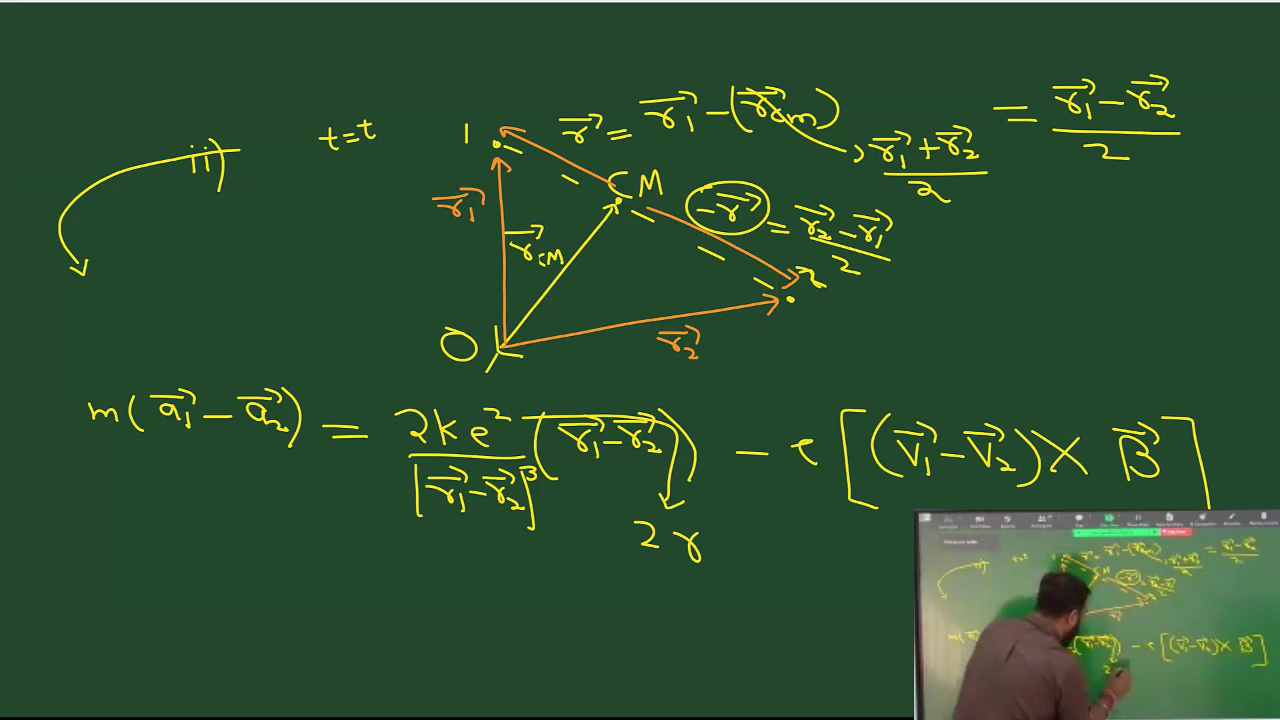 ii) t=t 1 r⃗ = r⃗₁ - (r⃗cm) = (r⃗₁ - r⃗₂)/2
(r⃗₁ + r⃗₂)/2
CM
r⃗₁ -r⃗ = (r⃗₂ - r⃗₁)/2
r⃗CM
2
O r⃗₂
m(a⃗₁ - a⃗₂) = 2ke²/|r⃗₁ - r⃗₂|³ (r⃗₁ - r⃗₂) - e[(v⃗₁ - v⃗₂) × B⃗]
2r